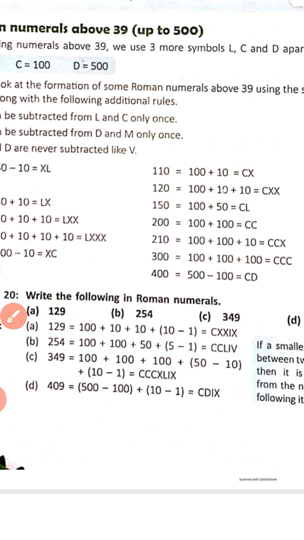 n numerals above 39 (up to 500)
ing numerals above 39, we use 3 more symbols L, C and D apar
C = 100 D = 500
ok at the formation of some Roman numerals above 39 using the s
ong with the following additional rules.
be subtracted from L and C only once.
be subtracted from D and M only once.
D are never subtracted like V.
0 – 10 = XL
110 = 100 + 10 = CX
120 = 100 + 10 + 10 = CXX
0 + 10 = LX
150 = 100 + 50 = CL
0 + 10 + 10 = LXX
200 = 100 + 100 = CC
0 + 10 + 10 + 10 = LXXX
210 = 100 + 100 + 10 = CCX
00 – 10 = XC
300 = 100 + 100 + 100 = CCC
400 = 500 – 100 = CD
20: Write the following in Roman numerals.
(a) 129 (b) 254 (c) 349 (d)
(a) 129 = 100 + 10 + 10 + (10 – 1) = CXXIX
(b) 254 = 100 + 100 + 50 + (5 – 1) = CCLIV
(c) 349 = 100 + 100 + 100 + (50 – 10)
+ (10 – 1) = CCCXLIX
(d) 409 = (500 – 100) + (10 – 1) = CDIX
If a smalle
between tw
then it is
from the n
following it
Scanned with CamScanner